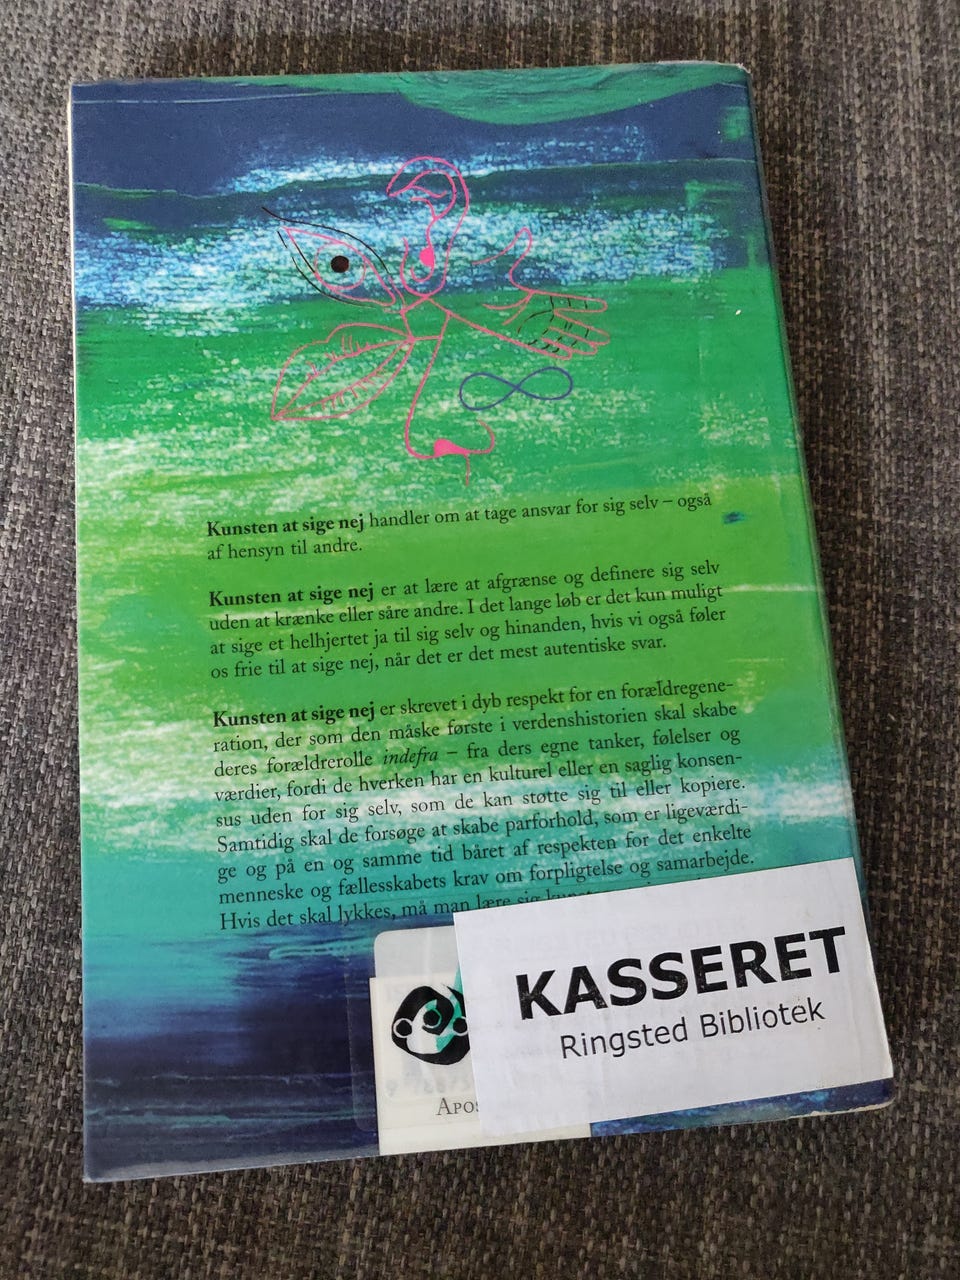 Kunsten at sige nej handler om at tage ansvar for sig selv – også
af hensyn til andre.
Kunsten at sige nej er at lære at afgrænse og definere sig selv
uden at krænke eller såre andre. I det lange løb er det kun muligt
at sige et helhjertet ja til sig selv og hinanden, hvis vi også føler
os frie til at sige nej, når det er det mest autentiske svar.
Kunsten at sige nej er skrevet i dyb respekt for en forældregene-
ration, der som den måske første i verdenshistorien skal skabe
deres forældrerolle indefra – fra ders egne tanker, følelser og
værdier, fordi de hverken har en kulturel eller en saglig konsen-
sus uden for sig selv, som de kan støtte sig til eller kopiere.
Samtidig skal de forsøge at skabe parforhold, som er ligeværdi-
ge og på en og samme tid båret af respekten for det enkelte
menneske og fællesskabets krav om forpligtelse og samarbejde.
Hvis det skal lykkes, må man lære sig
KASSERET
Ringsted Bibliotek
APOS